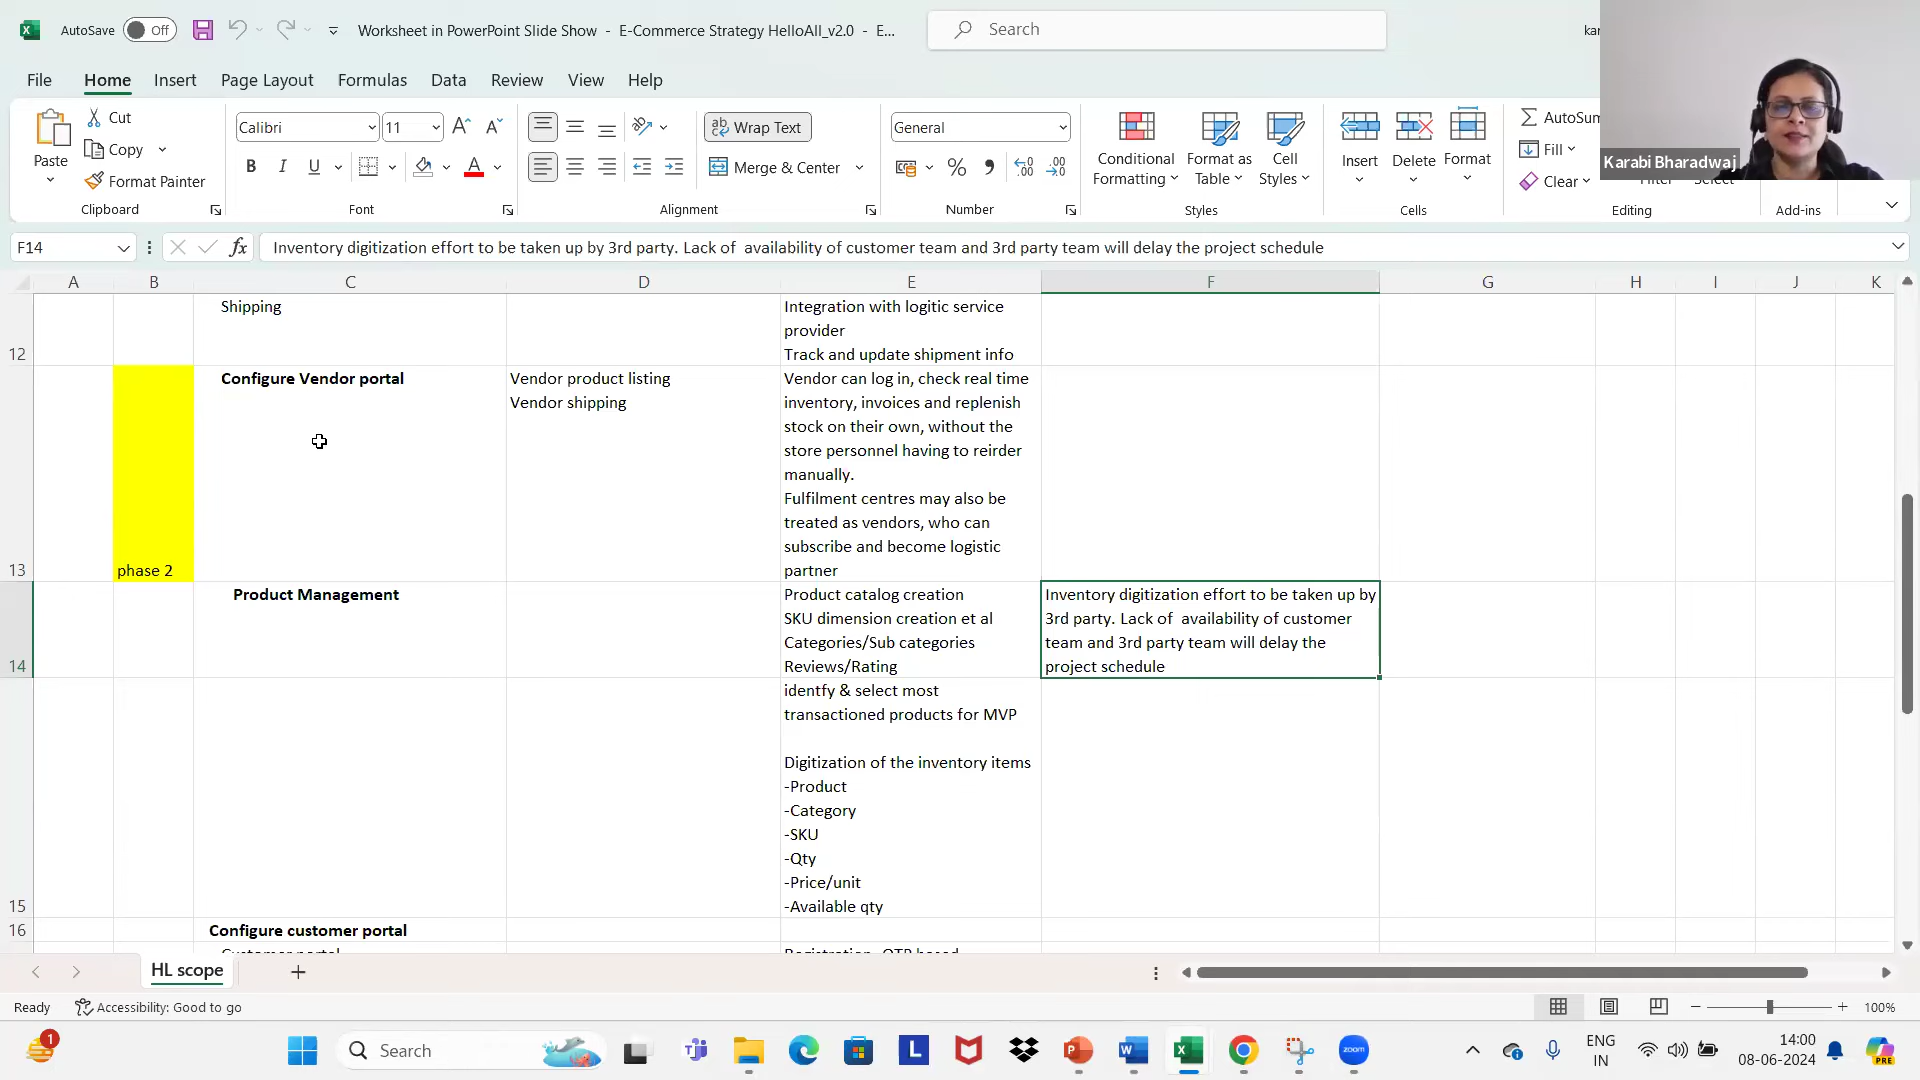 AutoSave Off Worksheet in PowerPoint Slide Show - E-Commerce Strategy HelloAll_v2.0 - E... Search
File Home Insert Page Layout Formulas Data Review View Help
Paste Cut Copy Format Painter Clipboard
Calibri 11 B I U A Font
ab Wrap Text Merge & Center Alignment
General % Number
Conditional Formatting Format as Table Cell Styles Styles
Insert Delete Format Cells
AutoSum Fill Clear Editing
Add-ins
Karabi Bharadwaj
F14 fx Inventory digitization effort to be taken up by 3rd party. Lack of  availability of customer team and 3rd party team will delay the project schedule
A B C D E F G H I J K
12
Shipping
Integration with logitic service
provider
Track and update shipment info
13
phase 2
Configure Vendor portal
Vendor product listing
Vendor shipping
Vendor can log in, check real time
inventory, invoices and replenish
stock on their own, without the
store personnel having to reirder
manually.
Fulfilment centres may also be
treated as vendors, who can
subscribe and become logistic
partner
14
Product Management
Product catalog creation
SKU dimension creation et al
Categories/Sub categories
Reviews/Rating
Inventory digitization effort to be taken up by
3rd party. Lack of  availability of customer
team and 3rd party team will delay the
project schedule
15
identfy & select most
transactioned products for MVP
Digitization of the inventory items
-Product
-Category
-SKU
-Qty
-Price/unit
-Available qty
16
Configure customer portal
HL scope
Ready Accessibility: Good to go 100%
1 Search ENG
IN
14:00
08-06-2024
zoom
PRE